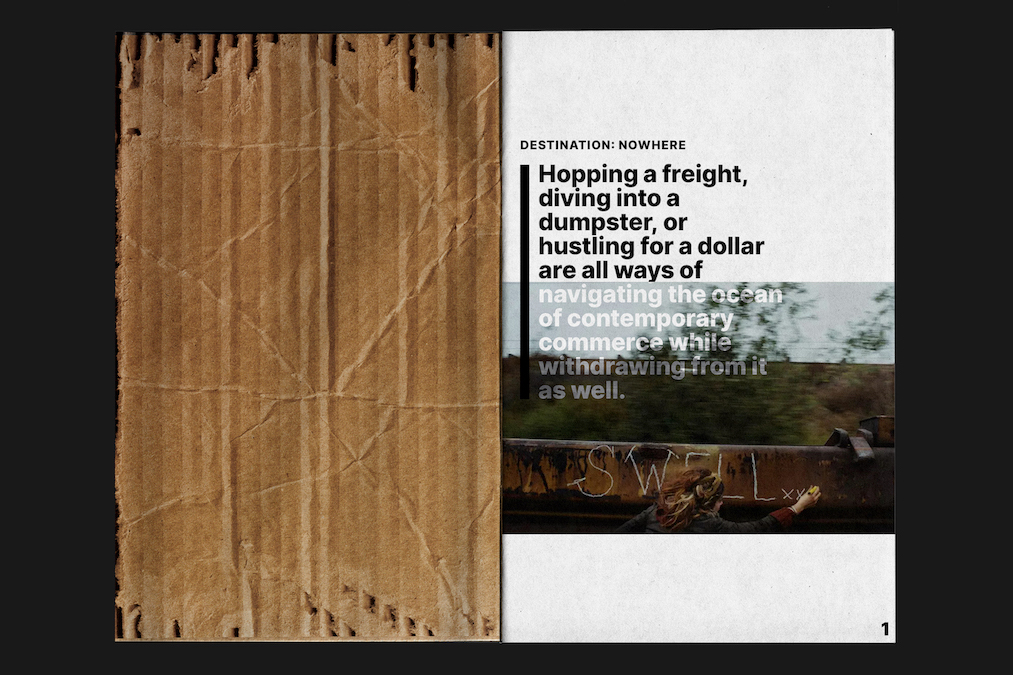 DESTINATION: NOWHERE
Hopping a freight,
diving into a
dumpster, or
hustling for a dollar
are all ways of
navigating the ocean
of contemporary
commerce while
withdrawing from it
as well.
SWELL xx
1